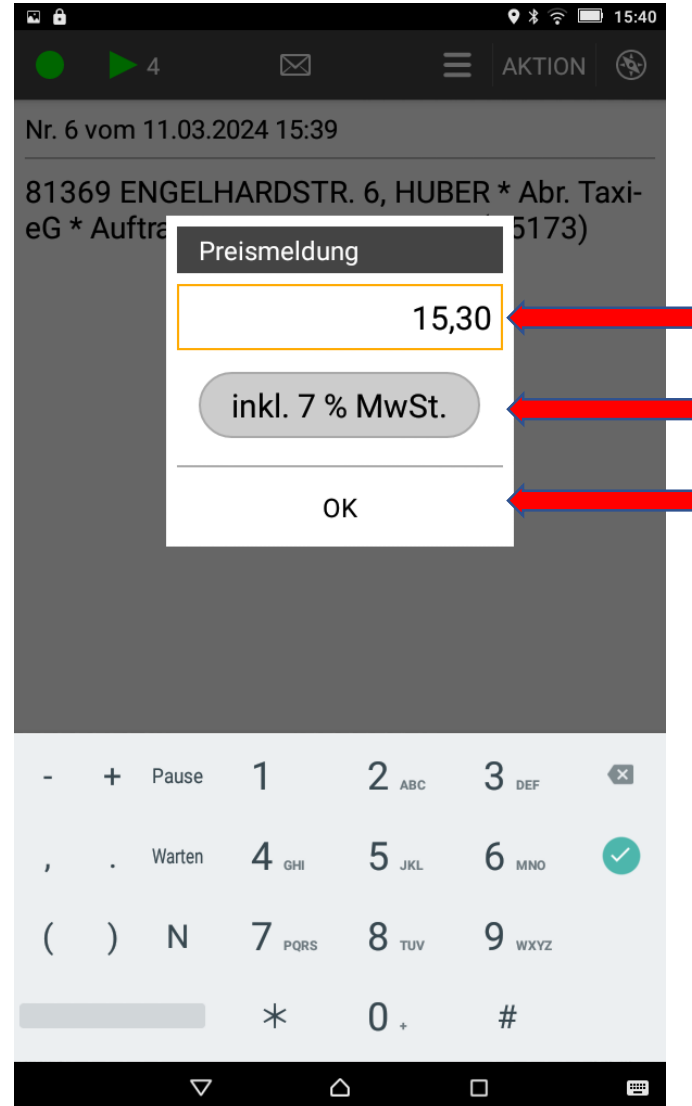 15:40
4 AKTION
Nr. 6 vom 11.03.2024 15:39
81369 ENGELHARDSTR. 6, HUBER * Abr. Taxi-
eG * Auftra 5173)
Preismeldung
15,30
inkl. 7 % MwSt.
OK
- + Pause 1 2 ABC 3 DEF
, . Warten 4 GHI 5 JKL 6 MNO
( ) N 7 PQRS 8 TUV 9 WXYZ
* 0 + #